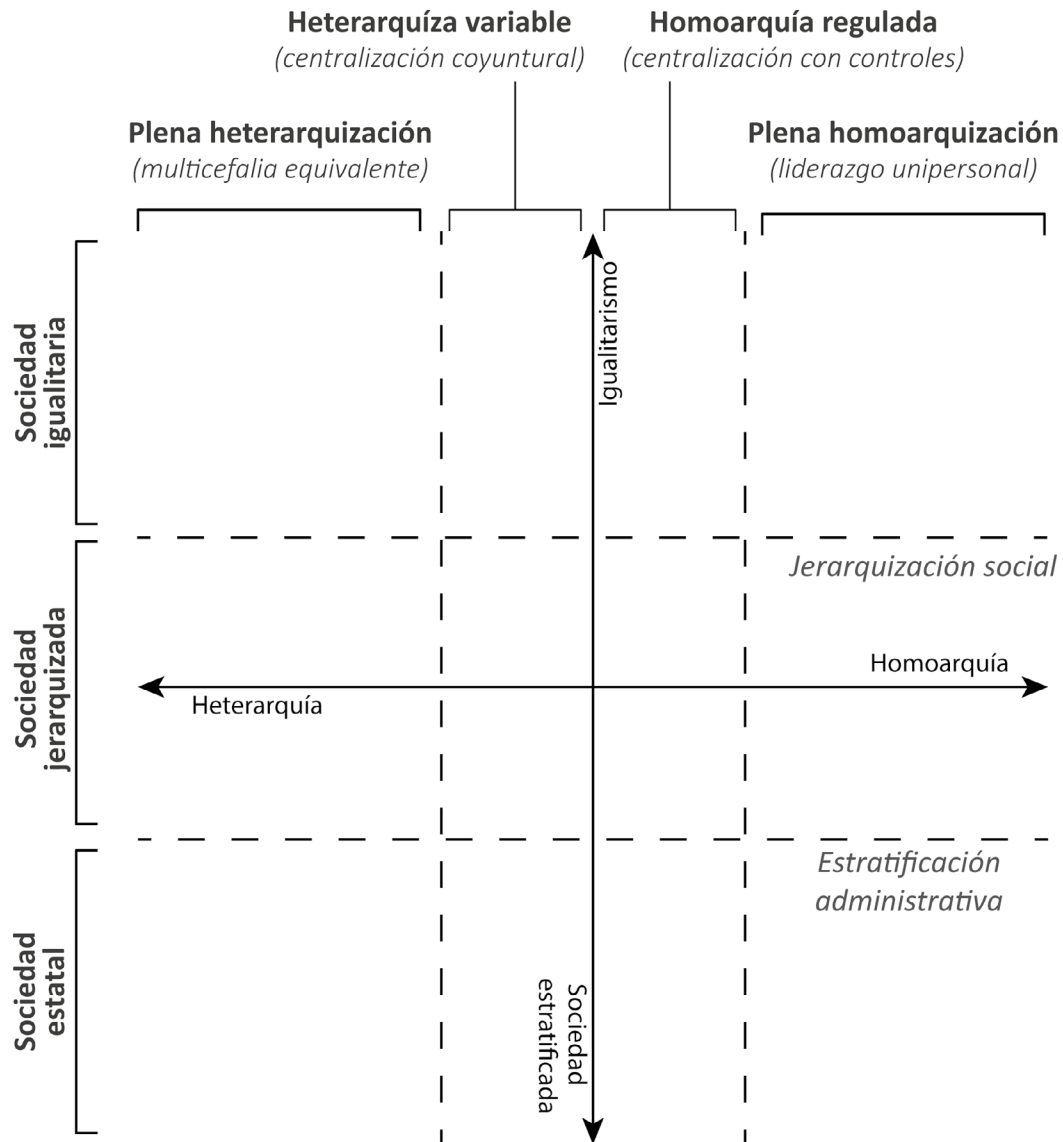 Heterarquíza variable
(centralización coyuntural)
Homoarquía regulada
(centralización con controles)
Plena heterarquización
(multicefalia equivalente)
Plena homoarquización
(liderazgo unipersonal)
Sociedad
igualitaria
Igualitarismo
Jerarquización social
Sociedad
jerarquizada
Homoarquía
Heterarquía
Estratificación
administrativa
Sociedad
estatal
Sociedad
estratificada